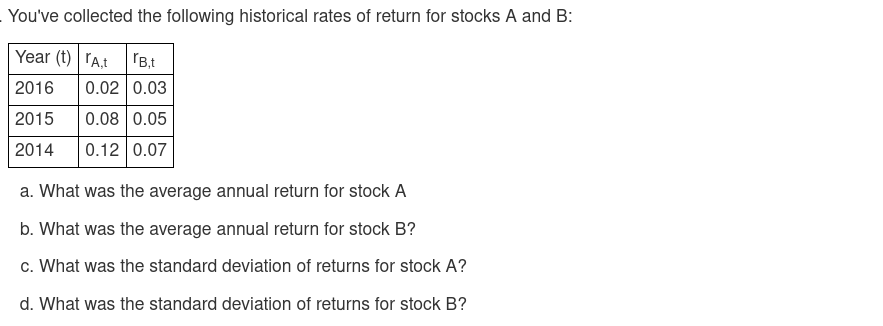 . You've collected the following historical rates of return for stocks A and B:
Year (t) rA,t rB,t
2016 0.02 0.03
2015 0.08 0.05
2014 0.12 0.07
a. What was the average annual return for stock A
b. What was the average annual return for stock B?
c. What was the standard deviation of returns for stock A?
d. What was the standard deviation of returns for stock B?